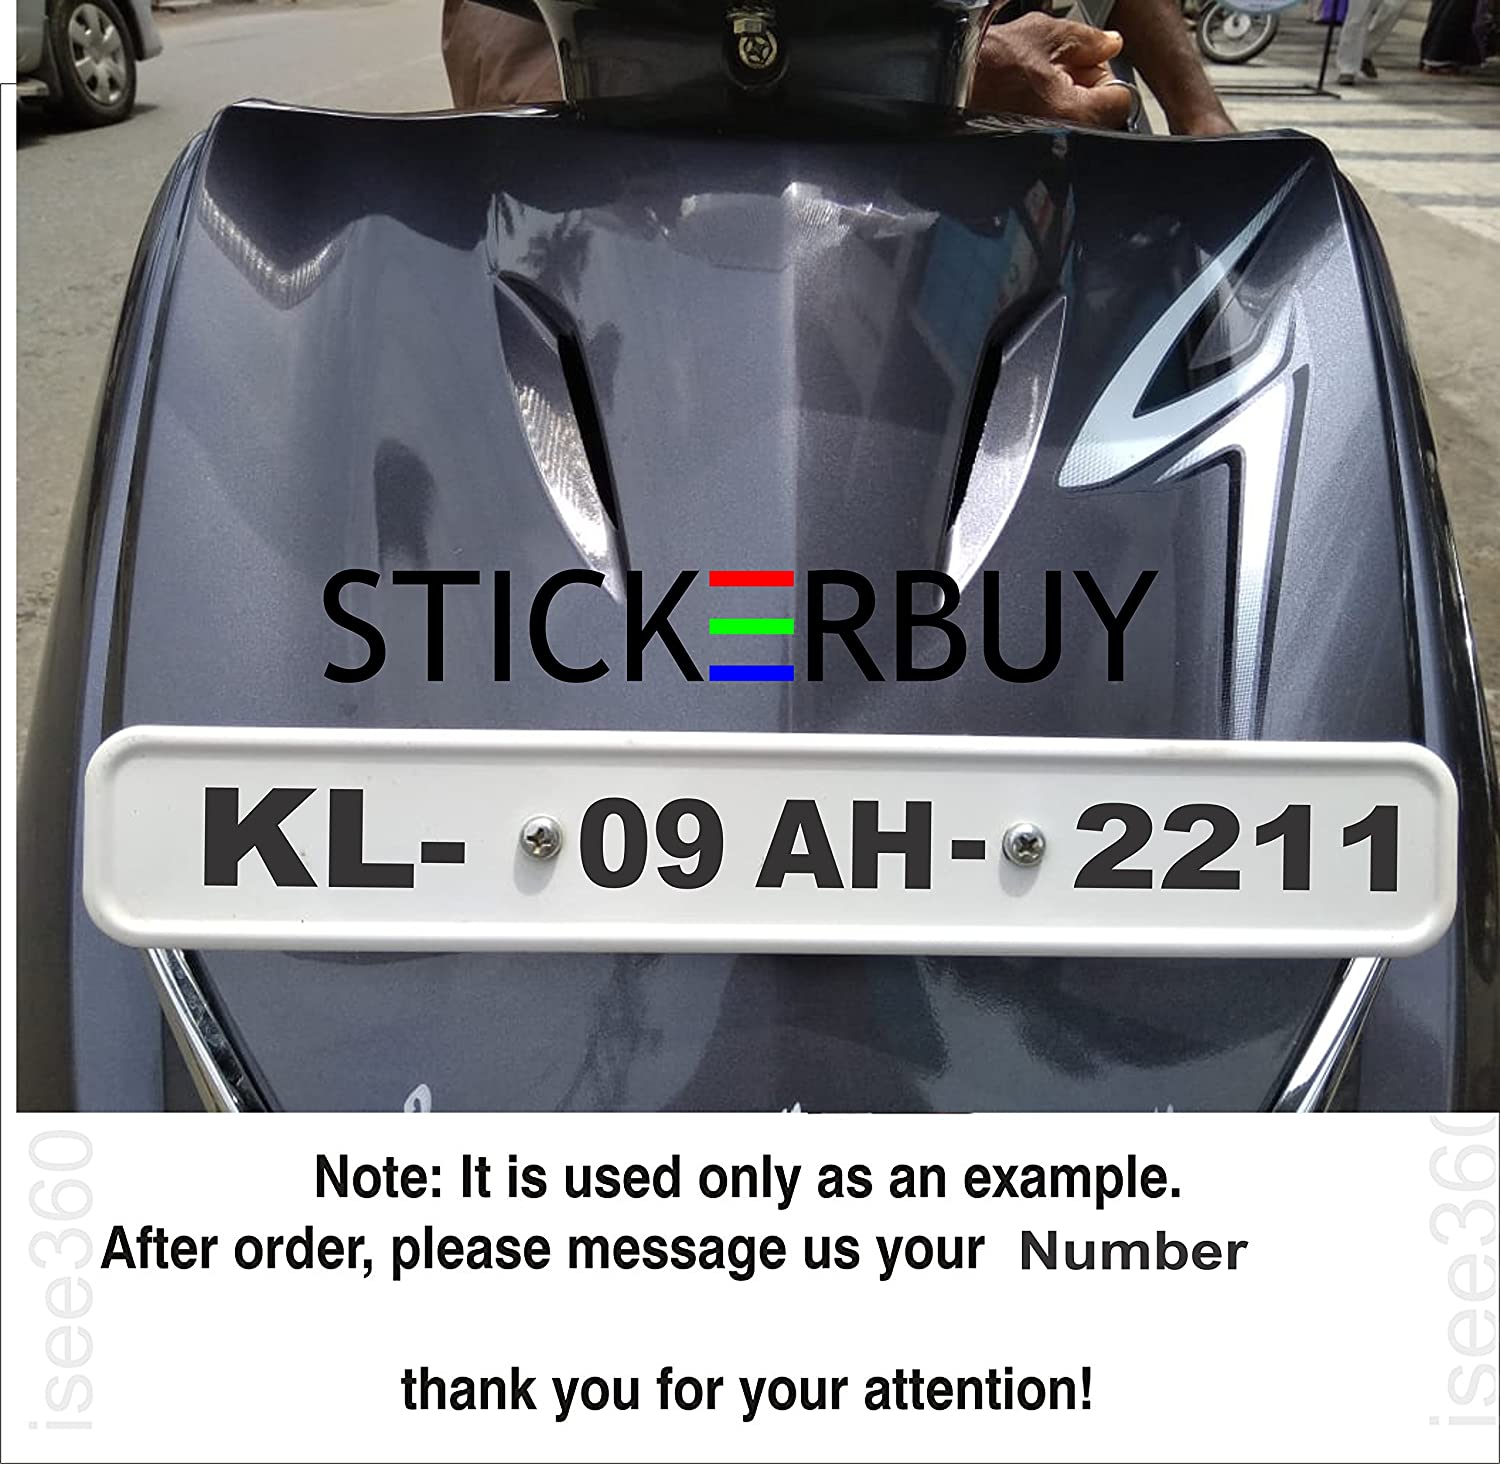 STICKERBUY
KL- 09 AH- 2211
Note: It is used only as an example.
After order, please message us your Number
thank you for your attention!
isee360
isee360